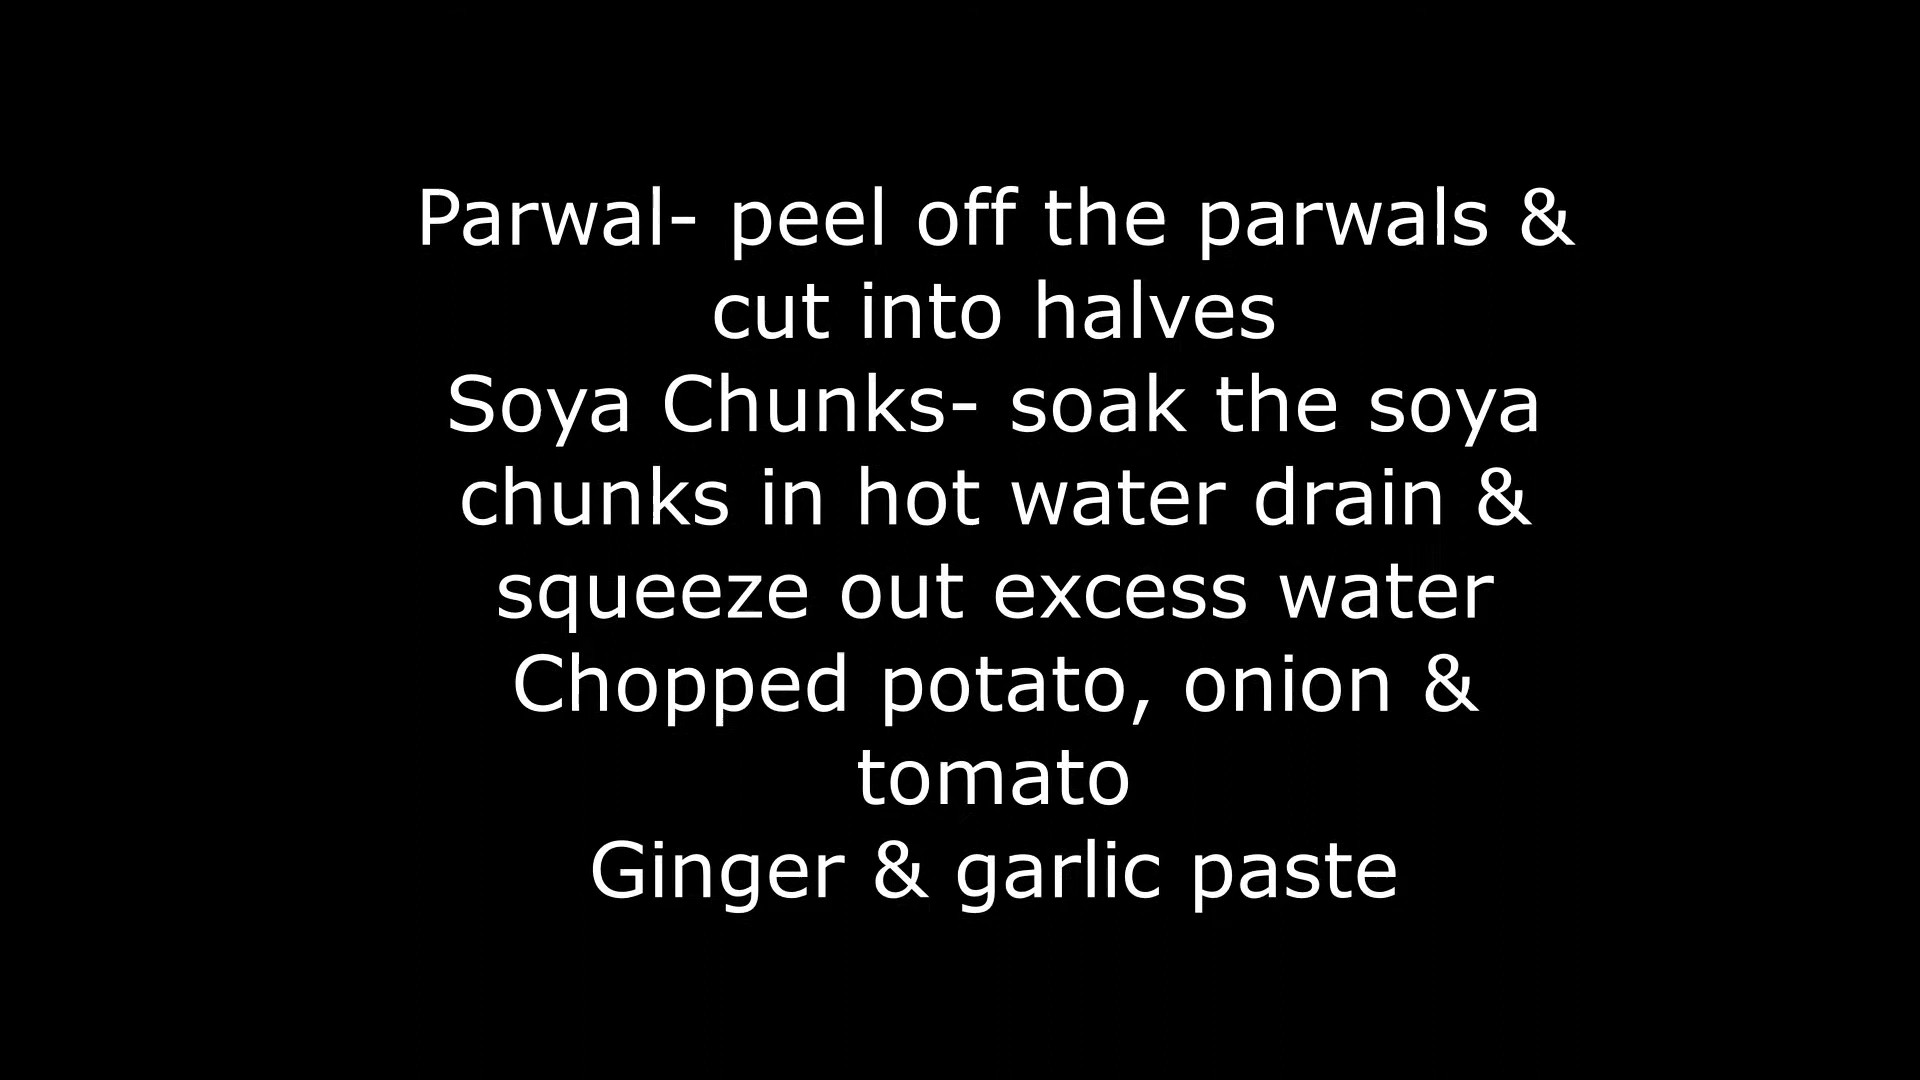 Parwal- peel off the parwals &
cut into halves
Soya Chunks- soak the soya
chunks in hot water drain &
squeeze out excess water
Chopped potato, onion &
tomato
Ginger & garlic paste